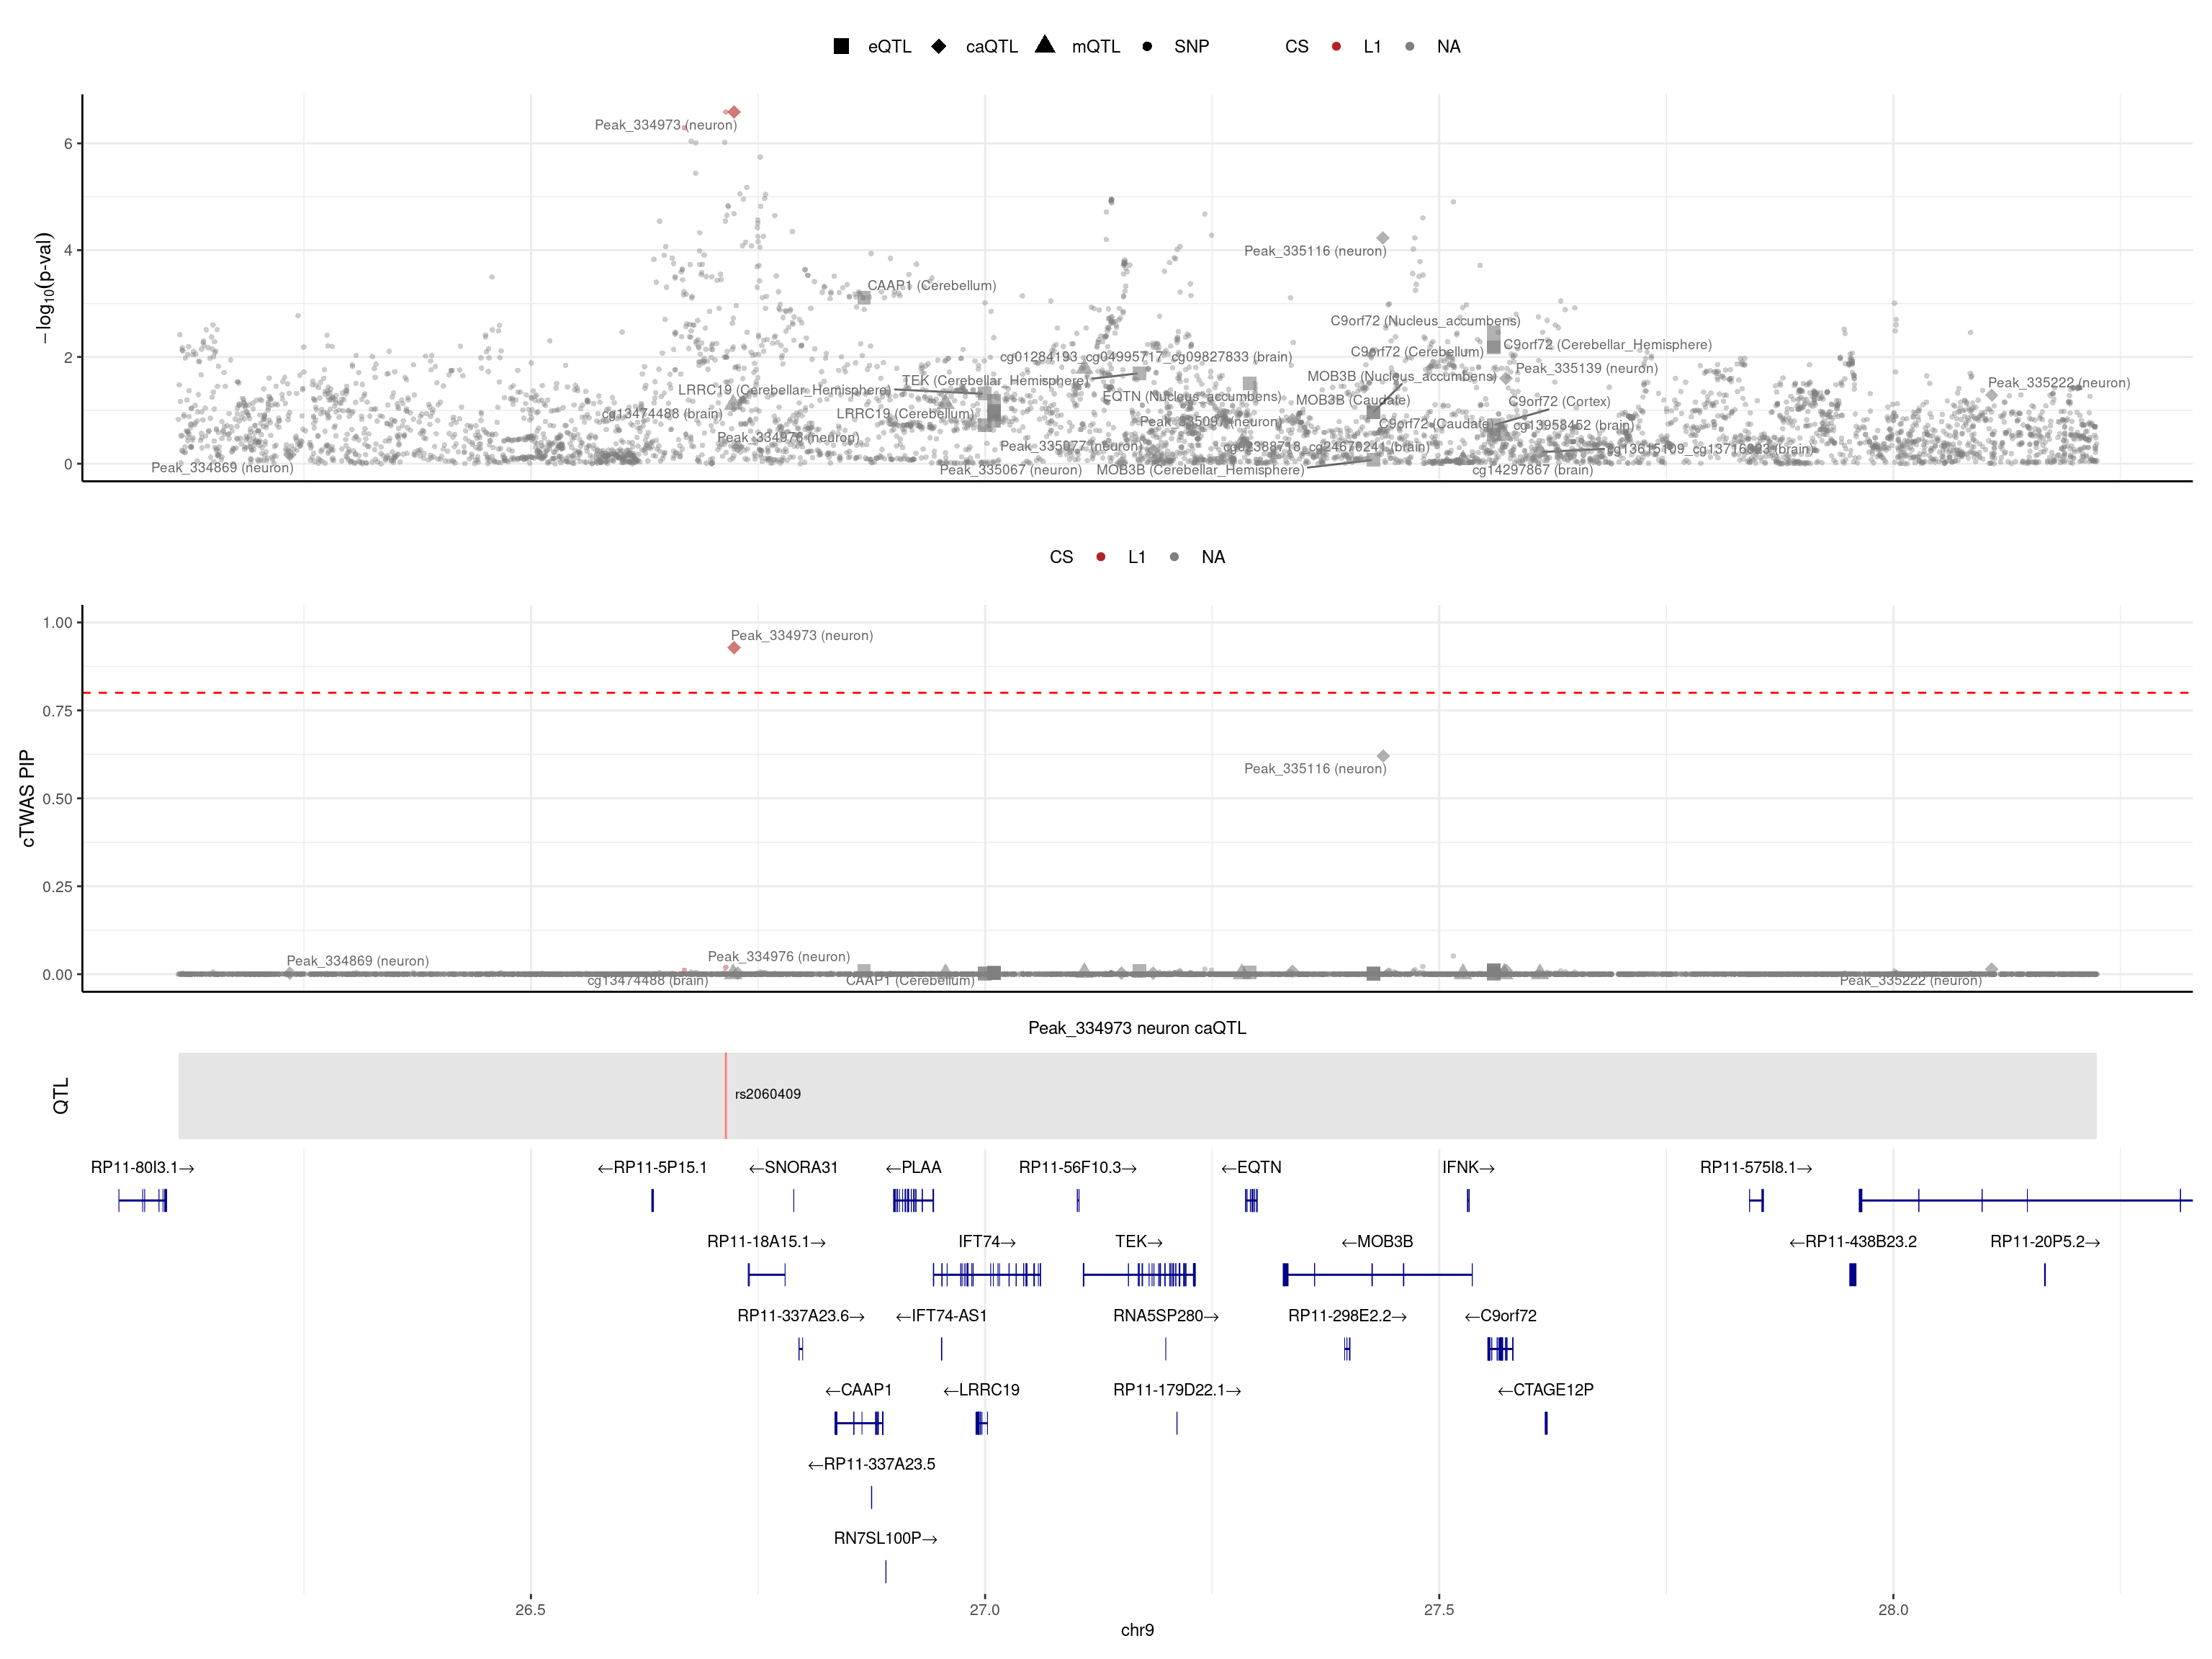 eQTL caQTL mQTL SNP CS L1 NA
−log10(p-val)
6
4
2
0
Peak_334973 (neuron)
Peak_335116 (neuron)
CAAP1 (Cerebellum)
C9orf72 (Nucleus_accumbens)
C9orf72 (Cerebellar_Hemisphere)
C9orf72 (Cerebellum)
cg01284193_cg04995717_cg09827833 (brain)
Peak_335139 (neuron)
MOB3B (Nucleus_accumbens)
TEK (Cerebellar_Hemisphere)
Peak_335222 (neuron)
LRRC19 (Cerebellar_Hemisphere)
EQTN (Nucleus_accumbens)
MOB3B (Caudate)
C9orf72 (Cortex)
cg13474488 (brain)
LRRC19 (Cerebellum)
Peak_335097 (neuron)
C9orf72 (Caudate)
cg13958452 (brain)
Peak_334976 (neuron)
Peak_335077 (neuron)
(brain)
Peak_334869 (neuron)
Peak_335067 (neuron)
MOB3B (Cerebellar_Hemisphere)
cg14297867 (brain)
CS L1 NA
cTWAS PIP
1.00
0.75
0.50
0.25
0.00
Peak_334973 (neuron)
Peak_335116 (neuron)
Peak_334976 (neuron)
Peak_334869 (neuron)
cg13474488 (brain)
CAAP1 (Cerebellum)
Peak_335222 (neuron)
Peak_334973 neuron caQTL
QTL
rs2060409
RP11-80I3.1→ ←RP11-5P15.1 ←SNORA31 ←PLAA RP11-56F10.3→ ←EQTN IFNK→ RP11-575I8.1→
RP11-18A15.1→ IFT74→ TEK→ ←MOB3B ←RP11-438B23.2 RP11-20P5.2→
RP11-337A23.6→ ←IFT74-AS1 RNA5SP280→ RP11-298E2.2→ ←C9orf72
←CAAP1 ←LRRC19 RP11-179D22.1→ ←CTAGE12P
←RP11-337A23.5
RN7SL100P→
26.5 27.0 27.5 28.0
chr9